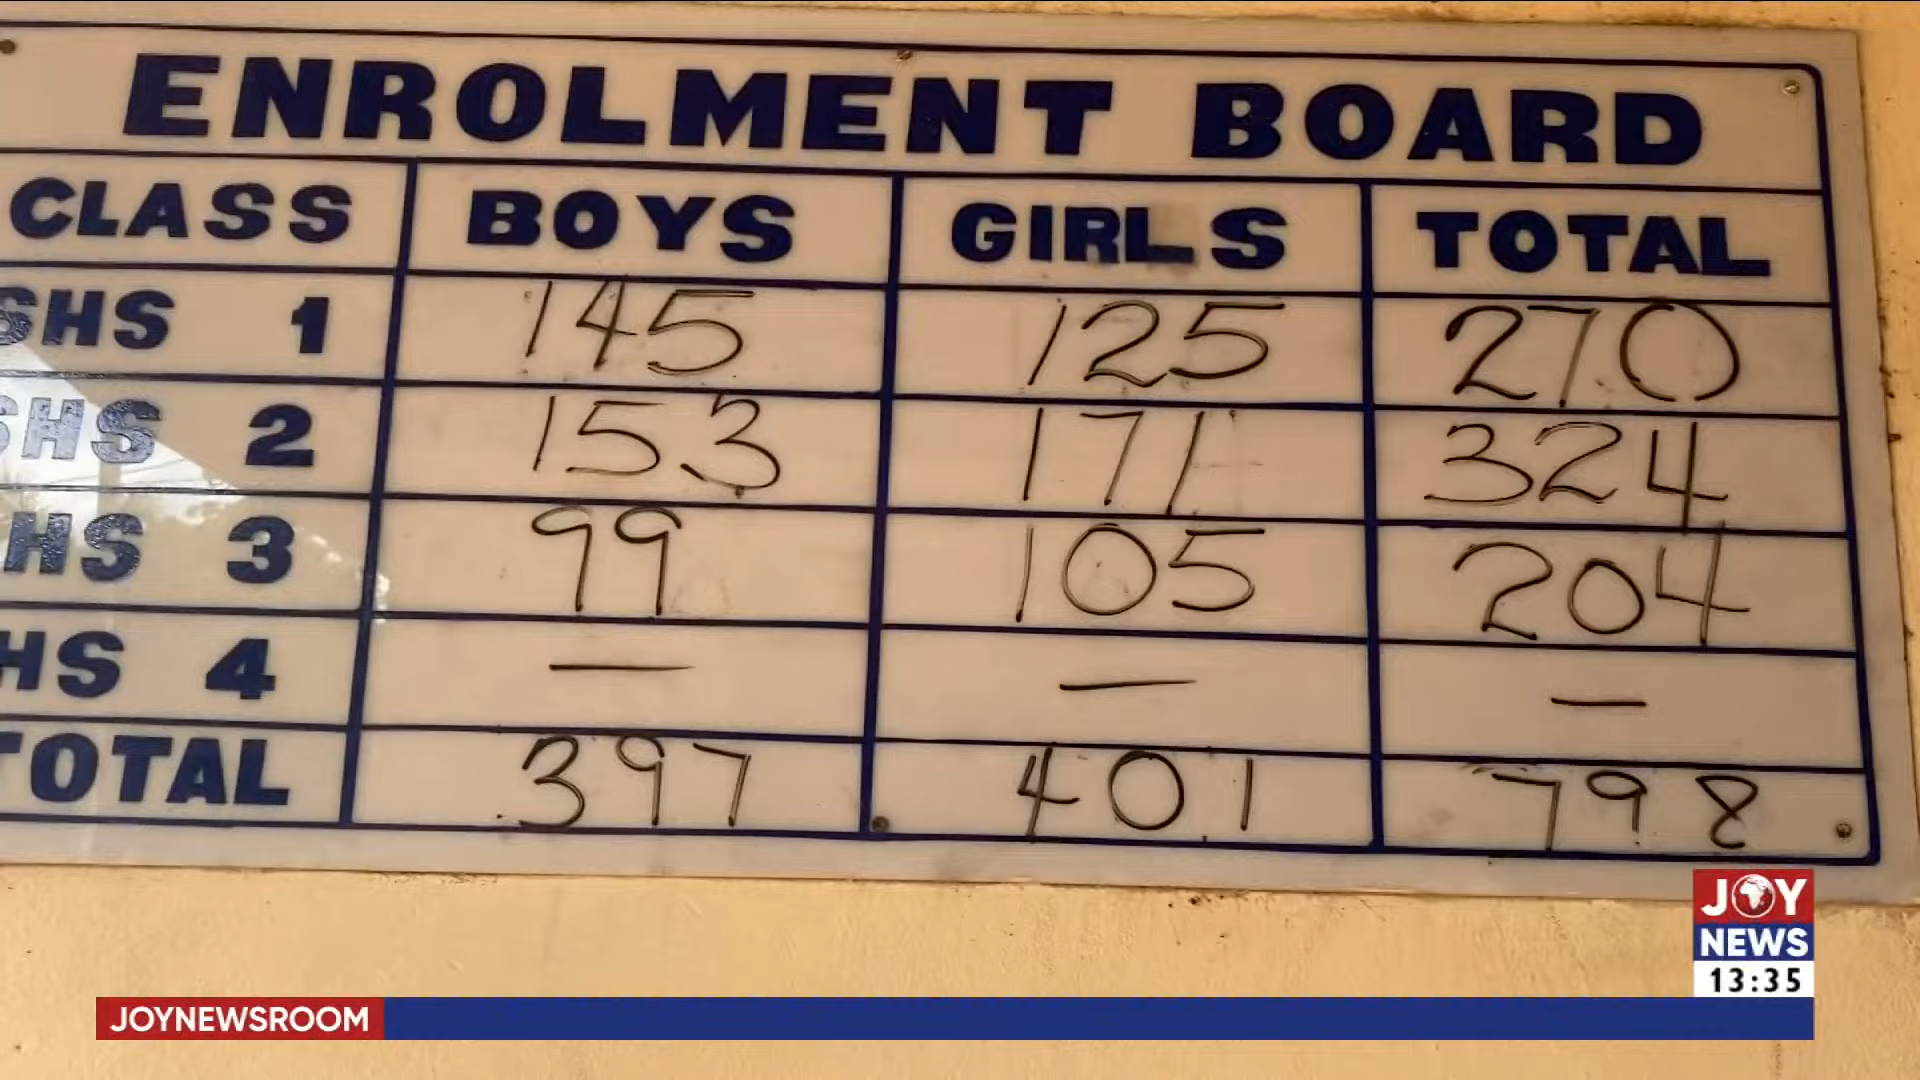 ENROLMENT BOARD
CLASS BOYS GIRLS TOTAL
SHS 1 145 125 270
SHS 2 153 171 324
HS 3 99 105 204
HS 4 — — —
TOTAL 397 401 798
JOY
NEWS
13:35
JOYNEWSROOM